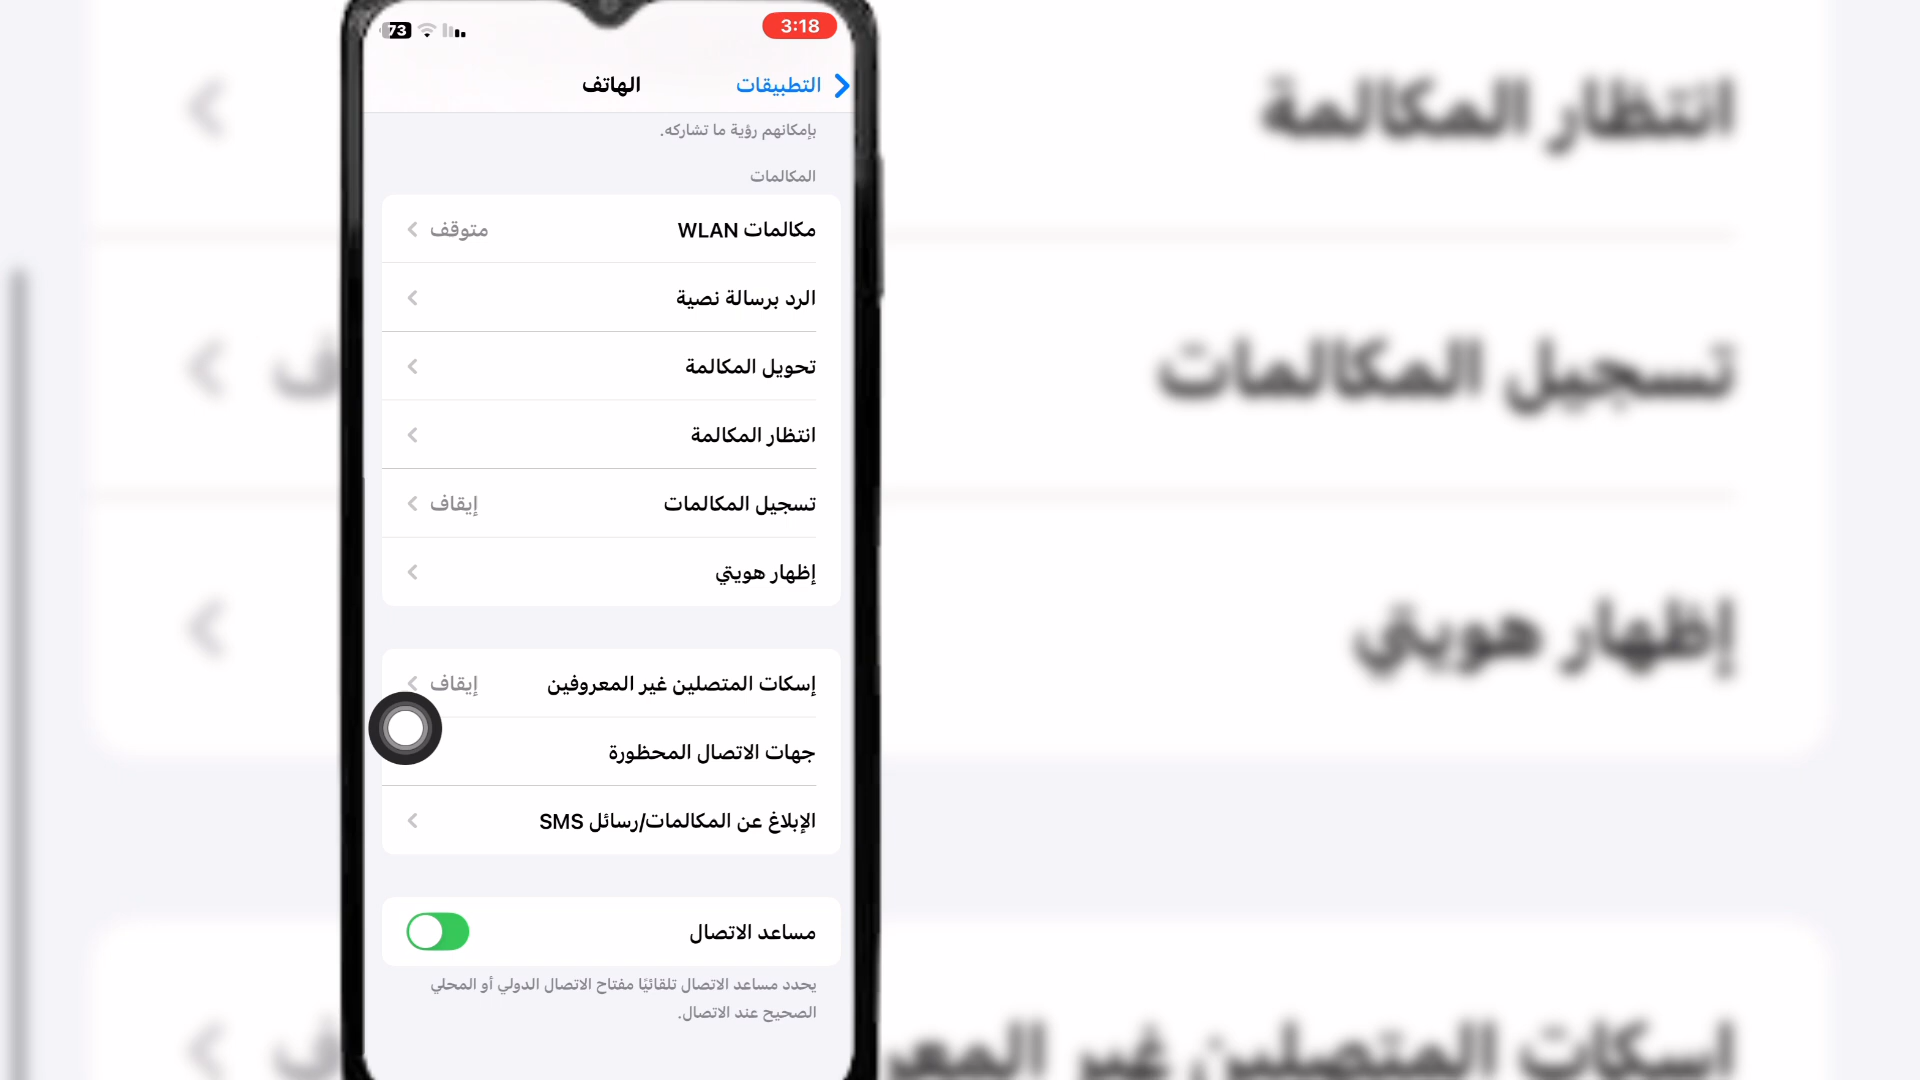 3:18
73
التطبيقات
الهاتف
بإمكانهم رؤية ما تشاركه.
المكالمات
مكالمات WLAN متوقف
الرد برسالة نصية
تحويل المكالمة
انتظار المكالمة
تسجيل المكالمات إيقاف
إظهار هويتي
إسكات المتصلين غير المعروفين إيقاف
جهات الاتصال المحظورة
الإبلاغ عن المكالمات/رسائل SMS
مساعد الاتصال
يحدد مساعد الاتصال تلقائيًا مفتاح الاتصال الدولي أو المحلي
الصحيح عند الاتصال.
انتظار المكالمة
تسجيل المكالمات
إظهار هويتي
إسكات المتصلين غير